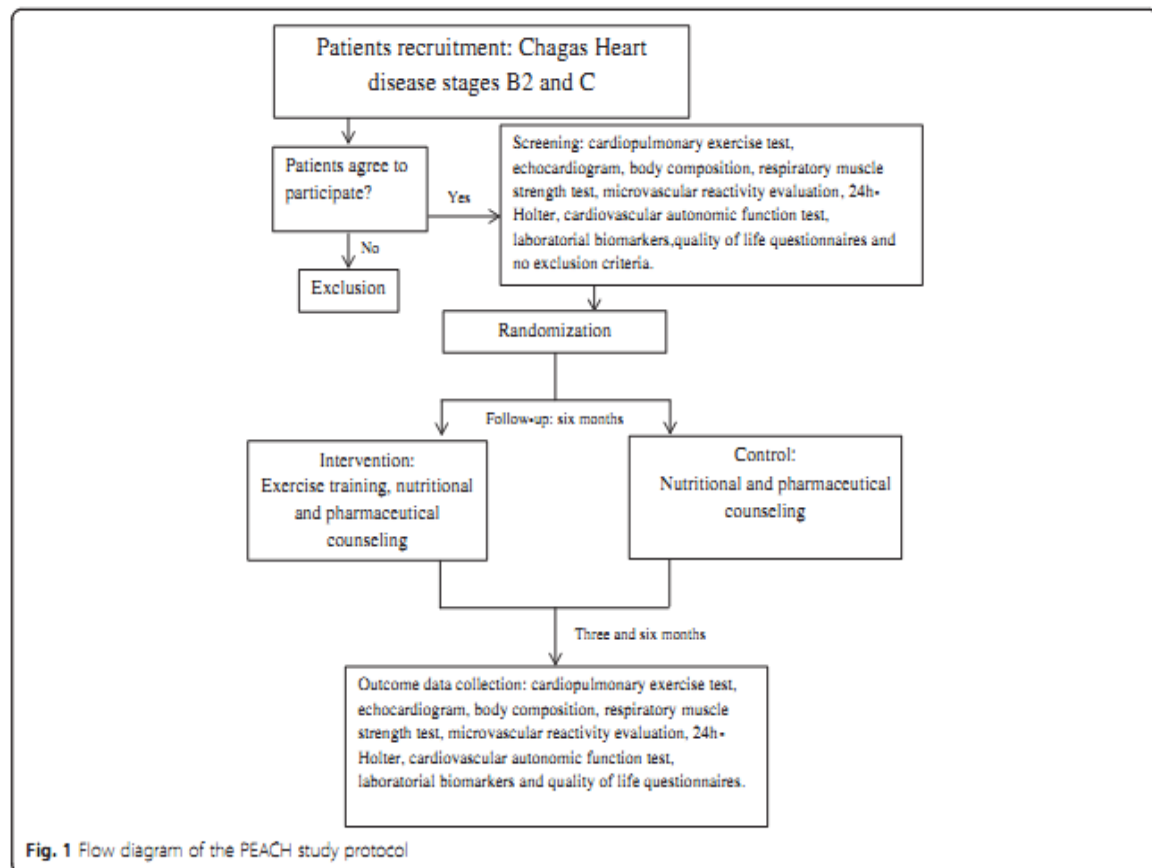 Patients recruitment: Chagas Heart
disease stages B2 and C
Patients agree to
participate?
Yes
No
Exclusion
Screening: cardiopulmonary exercise test,
echocardiogram, body composition, respiratory muscle
strength test, microvascular reactivity evaluation, 24h-
Holter, cardiovascular autonomic function test,
laboratorial biomarkers,quality of life questionnaires and
no exclusion criteria.
Randomization
Follow-up: six months
Intervention:
Exercise training, nutritional
and pharmaceutical
counseling
Control:
Nutritional and pharmaceutical
counseling
Three and six months
Outcome data collection: cardiopulmonary exercise test,
echocardiogram, body composition, respiratory muscle
strength test, microvascular reactivity evaluation, 24h-
Holter, cardiovascular autonomic function test,
laboratorial biomarkers and quality of life questionnaires.
Fig. 1 Flow diagram of the PEACH study protocol